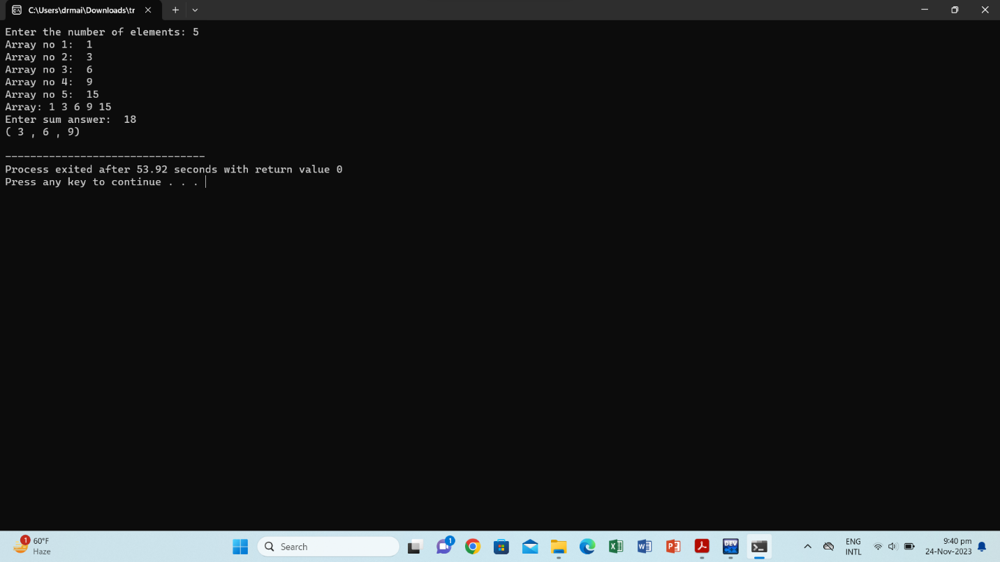 C:\Users\drmai\Downloads\tr
Enter the number of elements: 5
Array no 1:  1
Array no 2:  3
Array no 3:  6
Array no 4:  9
Array no 5:  15
Array: 1 3 6 9 15
Enter sum answer:  18
( 3 , 6 , 9)
--------------------------------
Process exited after 53.92 seconds with return value 0
Press any key to continue . . .
1
60°F
Haze
Search
1
DEV
ENG
INTL
9:40 pm
24-Nov-2023